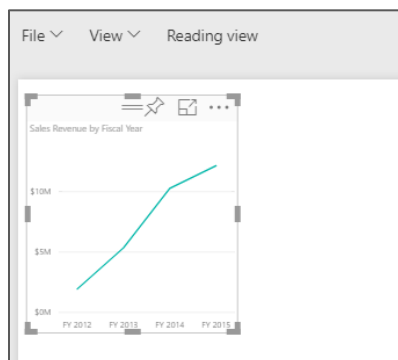 File View Reading view
Sales Revenue by Fiscal Year
$10M
$5M
$0M
FY 2012 FY 2013 FY 2014 FY 2015